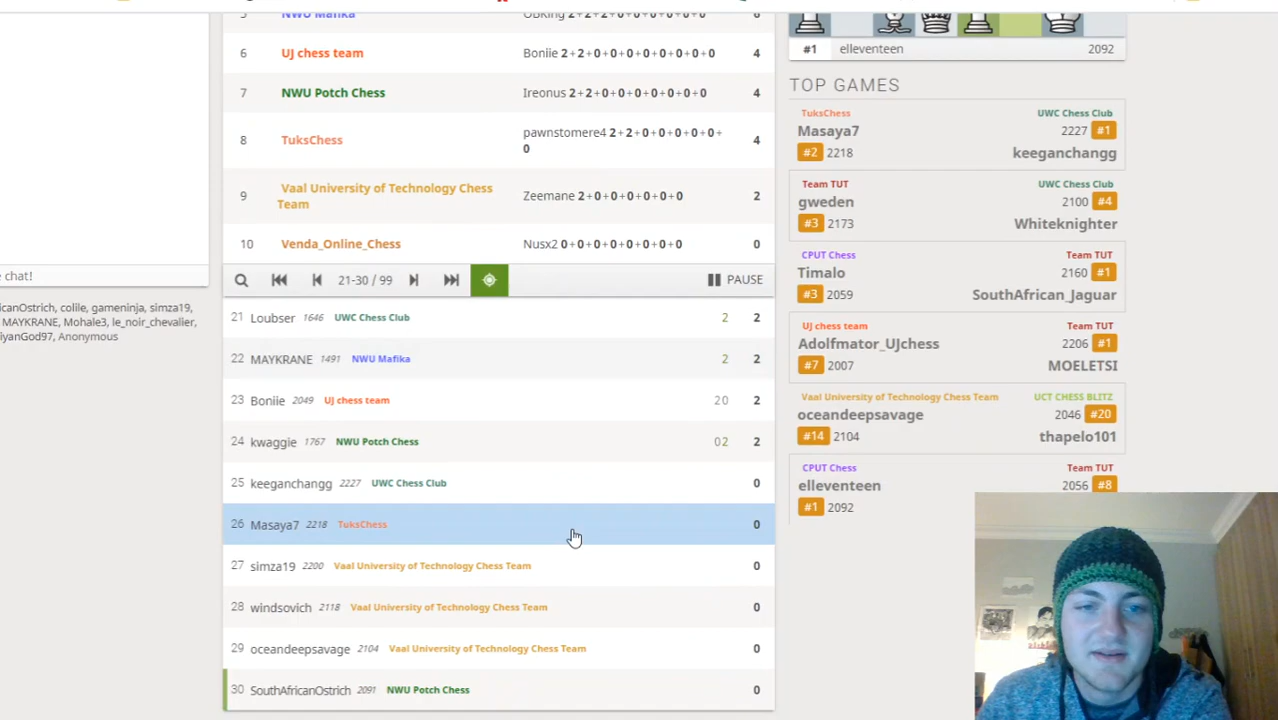 5 NWU Mafika OBKing 2+2+0+0+0+0+0+0 6
6 UJ chess team Boniie 2+2+0+0+0+0+0+0 4
7 NWU Potch Chess Ireonus 2+2+0+0+0+0+0+0 4
8 TuksChess pawnstomere4 2+2+0+0+0+0+0+ 4
0
9 Vaal University of Technology Chess Zeemane 2+0+0+0+0+0+0 2
Team
10 Venda_Online_Chess Nusx2 0+0+0+0+0+0+0 0
21-30 / 99 PAUSE
21 Loubser 1646 UWC Chess Club 2 2
22 MAYKRANE 1491 NWU Mafika 2 2
23 Boniie 2049 UJ chess team 20 2
24 kwaggie 1767 NWU Potch Chess 02 2
25 keeganchangg 2227 UWC Chess Club 0
26 Masaya7 2218 TuksChess 0
27 simza19 2200 Vaal University of Technology Chess Team 0
28 windsovich 2118 Vaal University of Technology Chess Team 0
29 oceandeepsavage 2104 Vaal University of Technology Chess Team 0
30 SouthAfricanOstrich 2091 NWU Potch Chess 0
chat!
icanOstrich, colile, gameninja, simza19,
MAYKRANE, Mohale3, le_noir_chevalier,
iyanGod97, Anonymous
#1 elleventeen 2092
TOP GAMES
TuksChess UWC Chess Club
Masaya7 2227 #1
#2 2218 keeganchangg
Team TUT UWC Chess Club
gweden 2100 #4
#3 2173 Whiteknighter
CPUT Chess Team TUT
Timalo 2160 #1
#3 2059 SouthAfrican_Jaguar
UJ chess team Team TUT
Adolfmator_UJchess 2206 #1
#7 2007 MOELETSI
Vaal University of Technology Chess Team UCT CHESS BLITZ
oceandeepsavage 2046 #20
#14 2104 thapelo101
CPUT Chess Team TUT
elleventeen 2056 #8
#1 2092